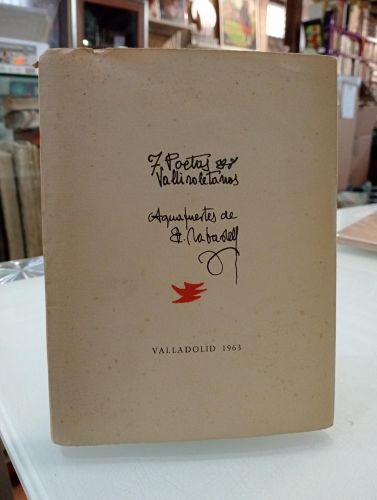 7 Poetas
Vallisoletanos
Aguafuertes de
Sabadell
VALLADOLID 1963